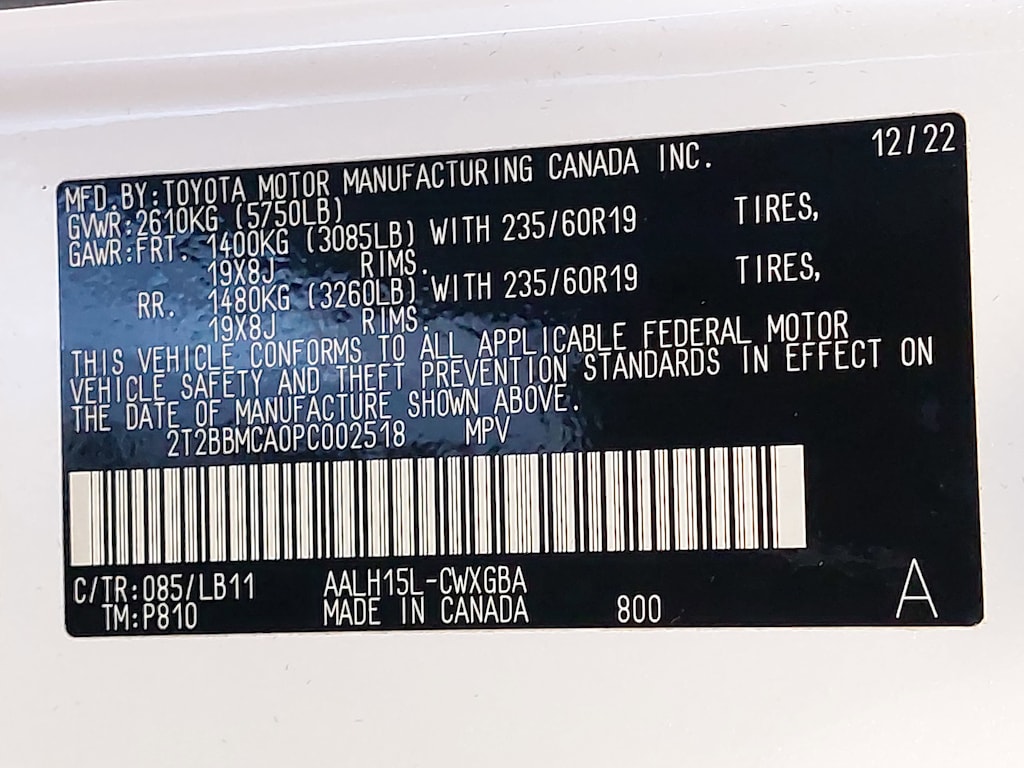 12/22
MFD.BY:TOYOTA MOTOR MANUFACTURING CANADA INC.
GVWR:2610KG (5750LB)
GAWR:FRT. 1400KG (3085LB) WITH 235/60R19 TIRES,
19X8J RIMS.
RR. 1480KG (3260LB) WITH 235/60R19 TIRES,
19X8J RIMS.
THIS VEHICLE CONFORMS TO ALL APPLICABLE FEDERAL MOTOR
VEHICLE SAFETY AND THEFT PREVENTION STANDARDS IN EFFECT ON
THE DATE OF MANUFACTURE SHOWN ABOVE.
2T2BBMCA0PC002518 MPV
C/TR:085/LB11 AALH15L-CWXGBA
TM:P810 MADE IN CANADA 800 A